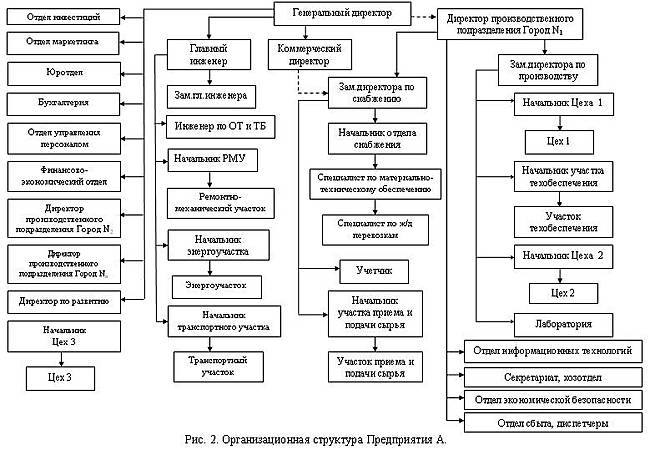 Генеральный директор
Отдел инвестиций
Отдел маркетинга
Юротдел
Бухгалтерия
Отдел управления
персоналом
Финансово-
экономический отдел
Директор
производственного
подразделения Город N2
Директор
производственного
подразделения Город Nn
Директор по развитию
Начальник
Цех 3
Цех 3
Главный
инженер
Зам.гл.инженера
Инженер по ОТ и ТБ
Начальник РМУ
Ремонтно-
механический участок
Начальник
энергоучастка
Энергоучасток
Начальник
транспортного участка
Транспортный
участок
Коммерческий
директор
Зам.директора по
снабжению
Начальник отдела
снабжения
Специалист по материально-
техническому обеспечению
Специалист по ж/д
перевозкам
Учетчик
Начальник
участка приема и
подачи сырья
Участок приема и
подачи сырья
Директор производственного
подразделения Город N1
Зам.директора по
производству
Начальник Цеха 1
Цех 1
Начальник участка
техобеспечения
Участок
техобеспечения
Начальник Цеха 2
Цех 2
Лаборатория
Отдел информационных технологий
Секретариат, хозотдел
Отдел экономической безопасности
Отдел сбыта, диспетчеры
Рис. 2. Организационная структура Предприятия А.